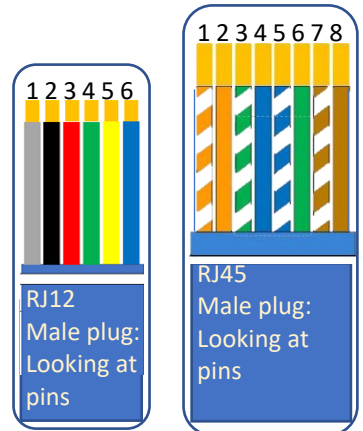 1 2 3 4 5 6
RJ12
Male plug:
Looking at
pins
1 2 3 4 5 6 7 8
RJ45
Male plug:
Looking at
pins